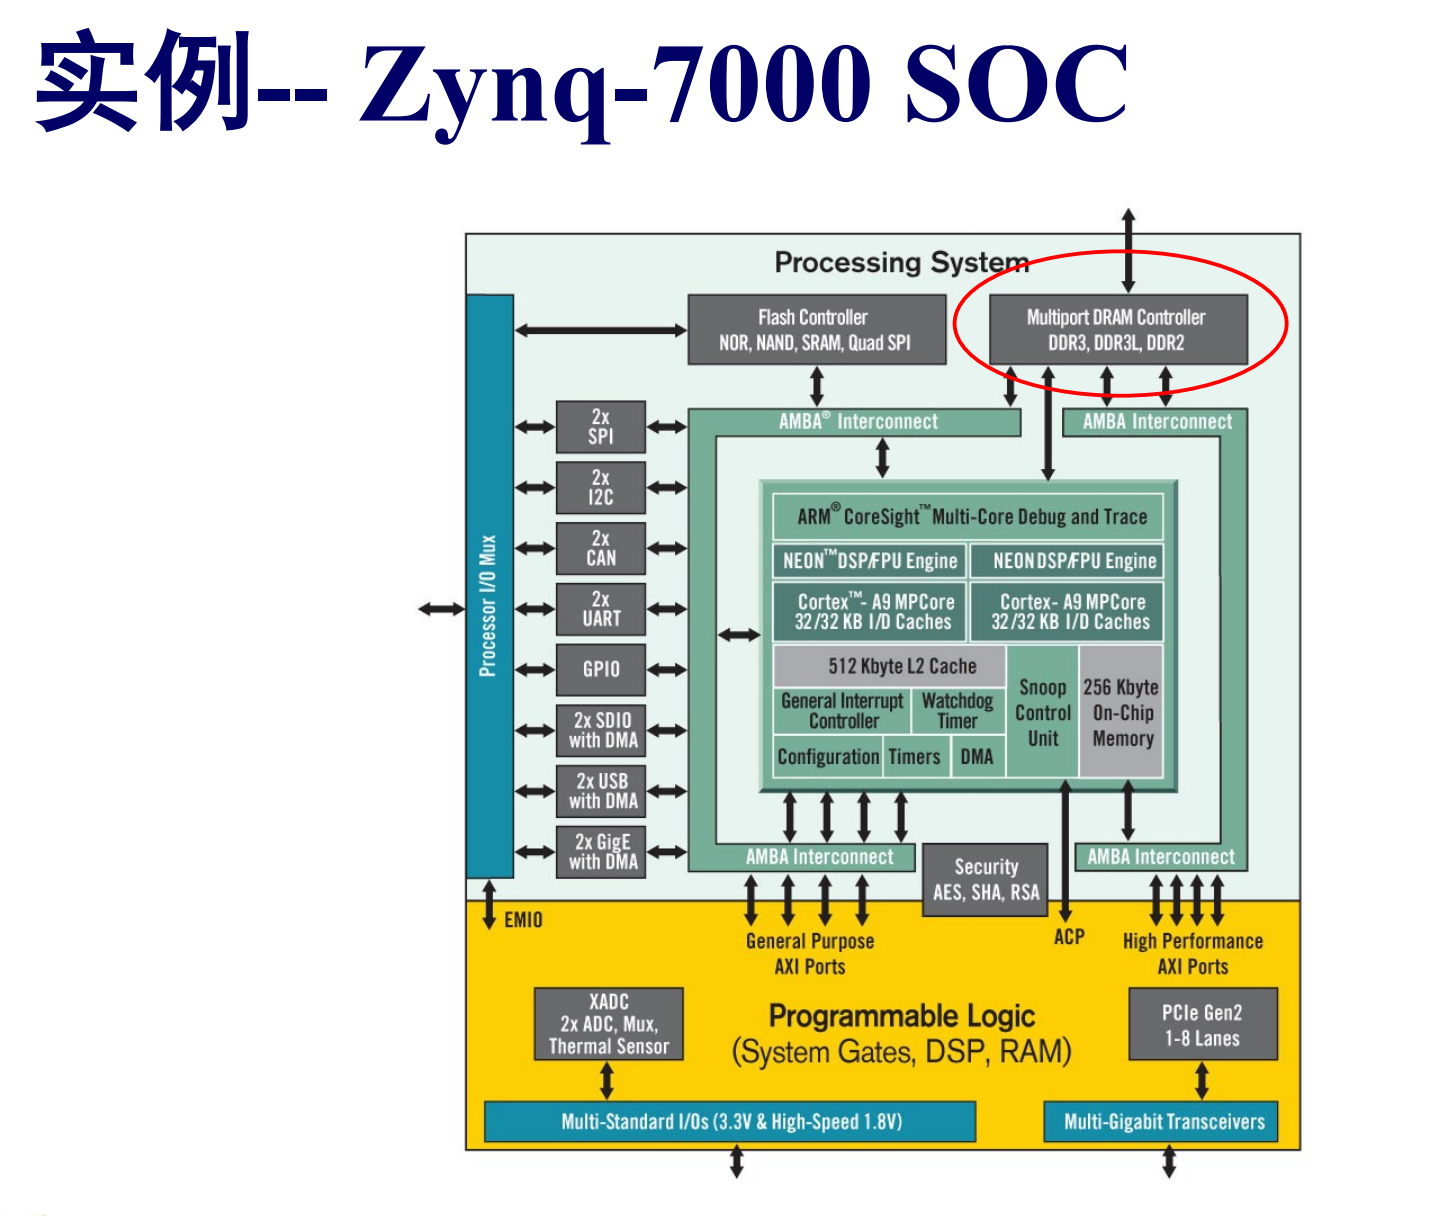 实例-- Zynq-7000 SOC
Processing System
Flash Controller
NOR, NAND, SRAM, Quad SPI
Multiport DRAM Controller
DDR3, DDR3L, DDR2
AMBA® Interconnect
AMBA Interconnect
Processor I/O Mux
2x
SPI
2x
I2C
2x
CAN
2x
UART
GPIO
2x SDIO
with DMA
2x USB
with DMA
2x GigE
with DMA
ARM® CoreSight™ Multi-Core Debug and Trace
NEON™ DSP/FPU Engine
NEON DSP/FPU Engine
Cortex™- A9 MPCore
32/32 KB I/D Caches
Cortex- A9 MPCore
32/32 KB I/D Caches
512 Kbyte L2 Cache
General Interrupt
Controller
Watchdog
Timer
Configuration
Timers
DMA
Snoop
Control
Unit
256 Kbyte
On-Chip
Memory
AMBA Interconnect
Security
AES, SHA, RSA
AMBA Interconnect
EMIO
General Purpose
AXI Ports
ACP
High Performance
AXI Ports
XADC
2x ADC, Mux,
Thermal Sensor
Programmable Logic
(System Gates, DSP, RAM)
PCIe Gen2
1-8 Lanes
Multi-Standard I/Os (3.3V & High-Speed 1.8V)
Multi-Gigabit Transceivers